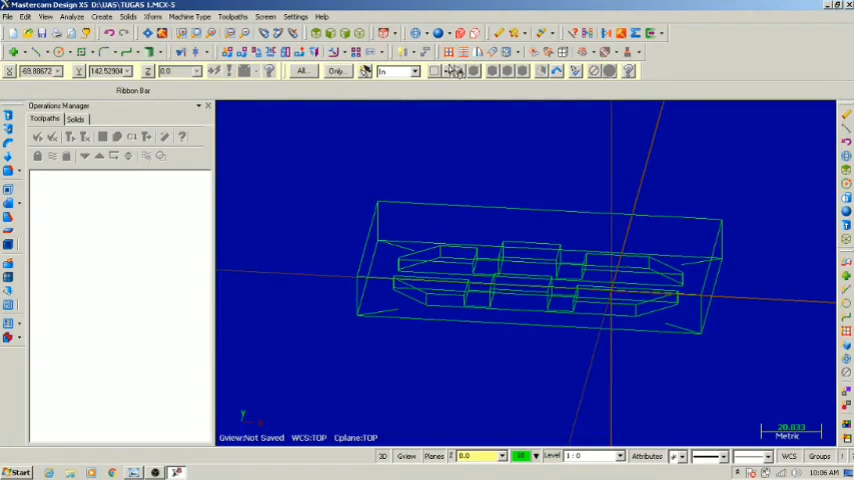 Mastercam Design X5 D:\UAS\TUGAS 1.MCX-5
File Edit View Analyze Create Solids Xform Machine Type Toolpaths Screen Settings Help
X -69.88672 Y 142.52904 Z 0.0 All... Only... In
Ribbon Bar
Operations Manager
Toolpaths Solids
G1
Y
X
20.833
Metric
Gview:Not Saved WCS:TOP Cplane:TOP
3D Gview Planes Z 0.0 10 Level 1 : 0 Attributes WCS Groups
Start 10:06 AM